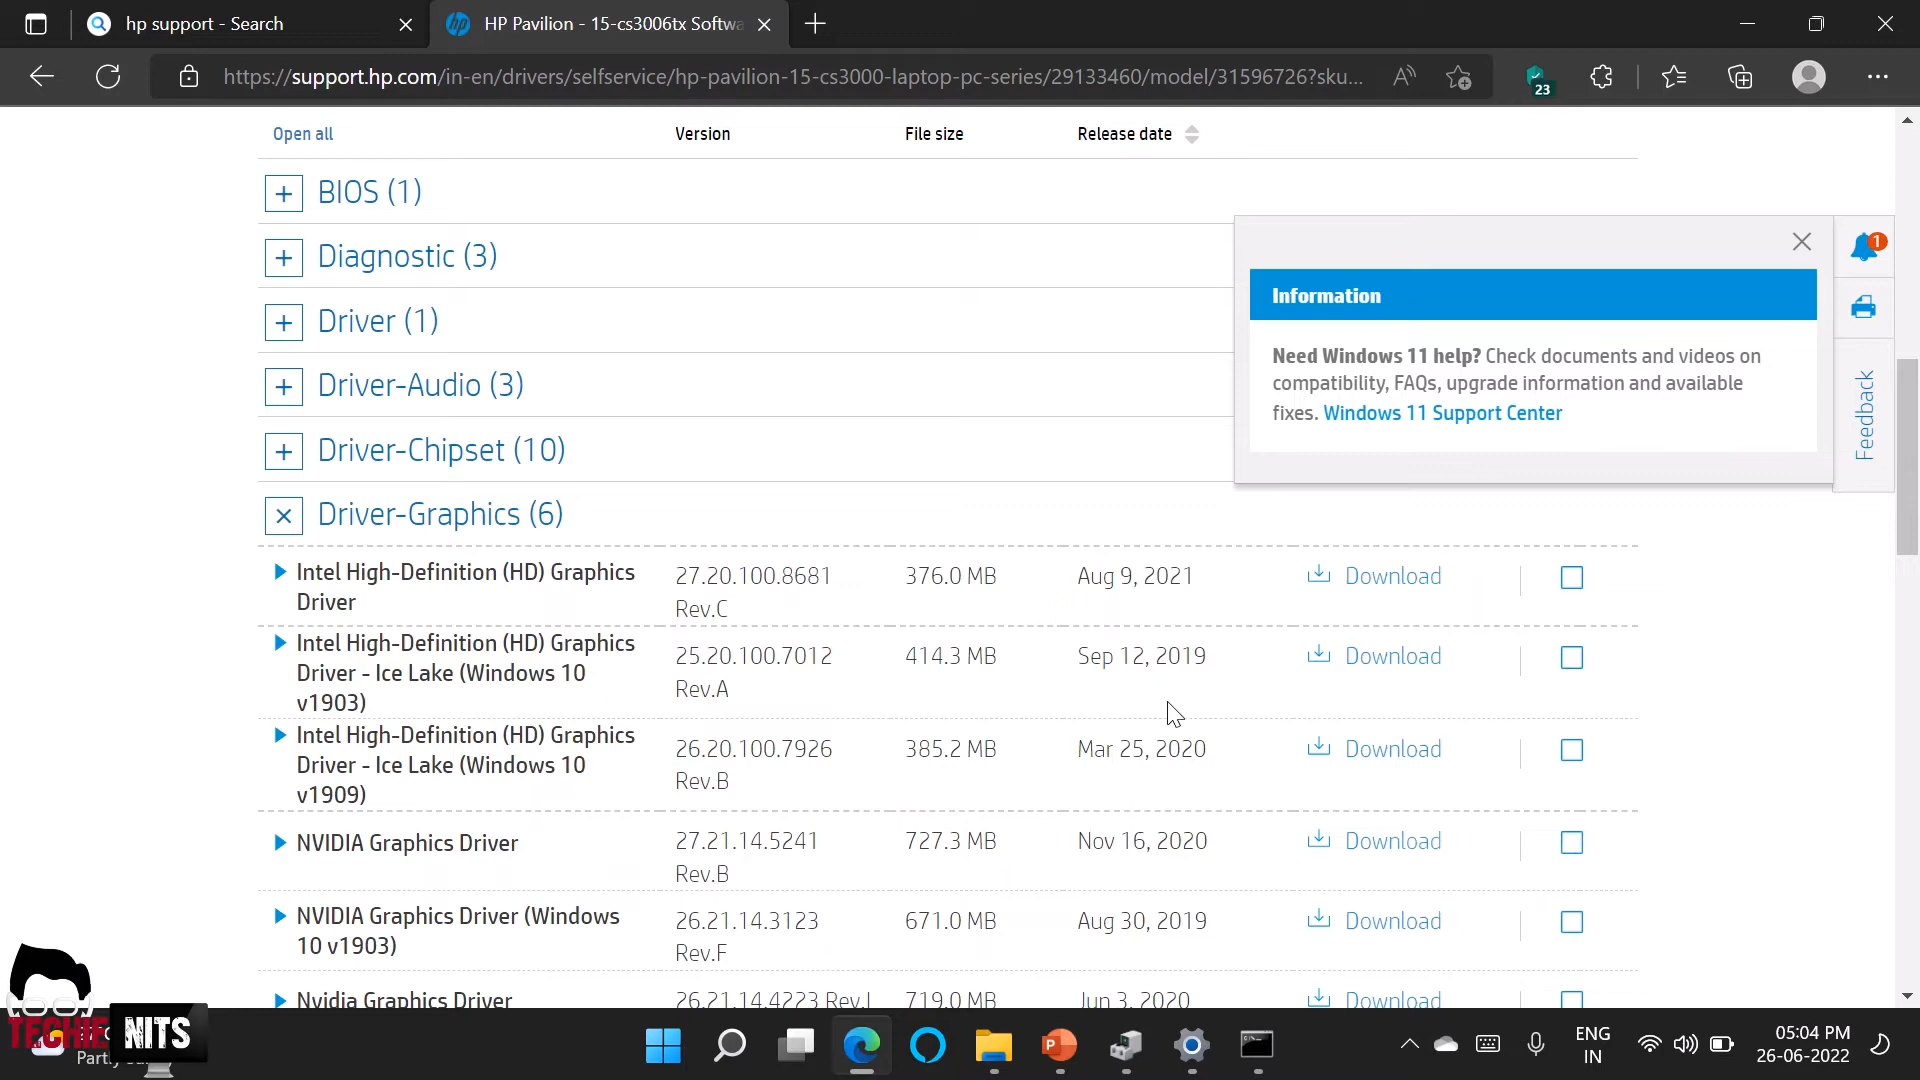 hp support - Search
HP Pavilion - 15-cs3006tx Softwa
https://support.hp.com/in-en/drivers/selfservice/hp-pavilion-15-cs3000-laptop-pc-series/29133460/model/31596726?sku...
23
Open all Version File size Release date
BIOS (1)
Diagnostic (3)
Driver (1)
Driver-Audio (3)
Driver-Chipset (10)
Driver-Graphics (6)
1
Information
Need Windows 11 help? Check documents and videos on
compatibility, FAQs, upgrade information and available
fixes. Windows 11 Support Center
Feedback
Intel High-Definition (HD) Graphics
Driver
27.20.100.8681
Rev.C
376.0 MB
Aug 9, 2021
Download
Intel High-Definition (HD) Graphics
Driver - Ice Lake (Windows 10
v1903)
25.20.100.7012
Rev.A
414.3 MB
Sep 12, 2019
Download
Intel High-Definition (HD) Graphics
Driver - Ice Lake (Windows 10
v1909)
26.20.100.7926
Rev.B
385.2 MB
Mar 25, 2020
Download
NVIDIA Graphics Driver
27.21.14.5241
Rev.B
727.3 MB
Nov 16, 2020
Download
NVIDIA Graphics Driver (Windows
10 v1903)
26.21.14.3123
Rev.F
671.0 MB
Aug 30, 2019
Download
Nvidia Graphics Driver
26.21.14.4223
719.0 MB
Jun 3, 2020
Download
TECHIE NITS
ENG
IN
05:04 PM
26-06-2022